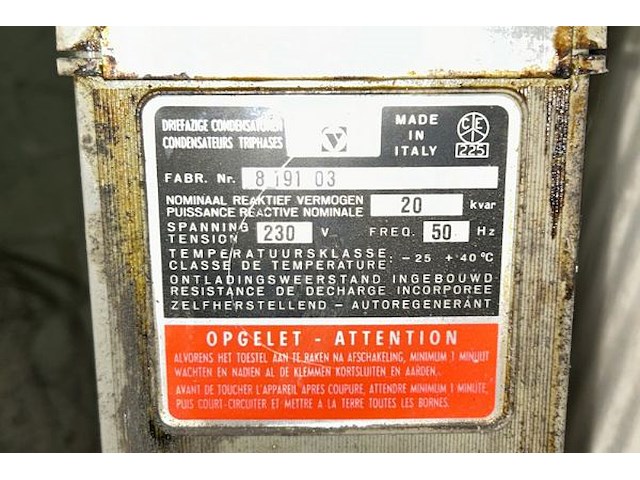 DRIEFAZIGE CONDENSATOREN
CONDENSATEURS TRIPHASES
V
MADE
IN
ITALY
CE
225
FABR. Nr. 8 191 03
NOMINAAL REAKTIEF VERMOGEN
PUISSANCE REACTIVE NOMINALE 20 kvar
SPANNING
TENSION 230 V. FREQ. 50 Hz
TEMPERATUURSKLASSE:
CLASSE DE TEMPERATURE: -25 +40°C
ONTLADINGSWEERSTAND INGEBOUWD
RESISTANCE DE DECHARGE INCORPOREE
ZELFHERSTELLEND - AUTOREGENERANT
OPGELET - ATTENTION
ALVORENS HET TOESTEL AAN TE RAKEN NA AFSCHAKELING, MINIMUM 1 MINUUT
WACHTEN EN NADIEN AL DE KLEMMEN KORTSLUITEN EN AARDEN.
AVANT DE TOUCHER L'APPAREIL APRES COUPURE, ATTENDRE MINIMUM 1 MINUTE,
PUIS COURT-CIRCUITER ET METTRE A LA TERRE TOUTES LES BORNES.